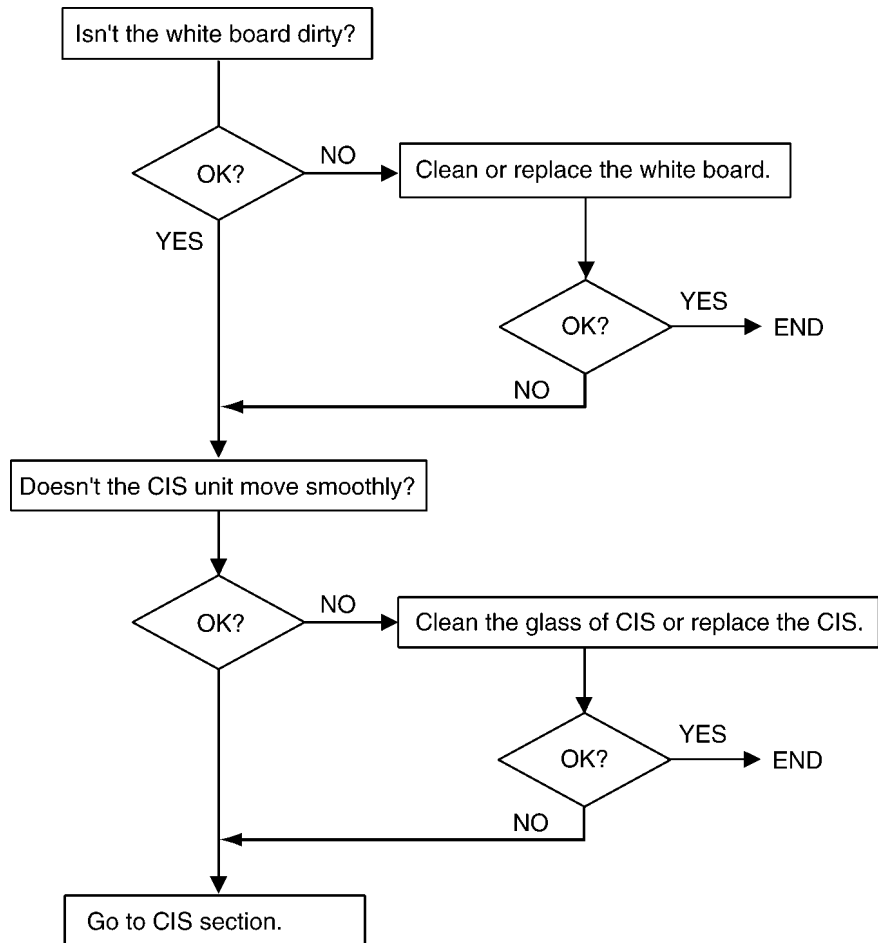 Isn't the white board dirty?
OK?
NO
Clean or replace the white board.
YES
OK?
YES
END
NO
Doesn't the CIS unit move smoothly?
OK?
NO
Clean the glass of CIS or replace the CIS.
OK?
YES
END
NO
Go to CIS section.